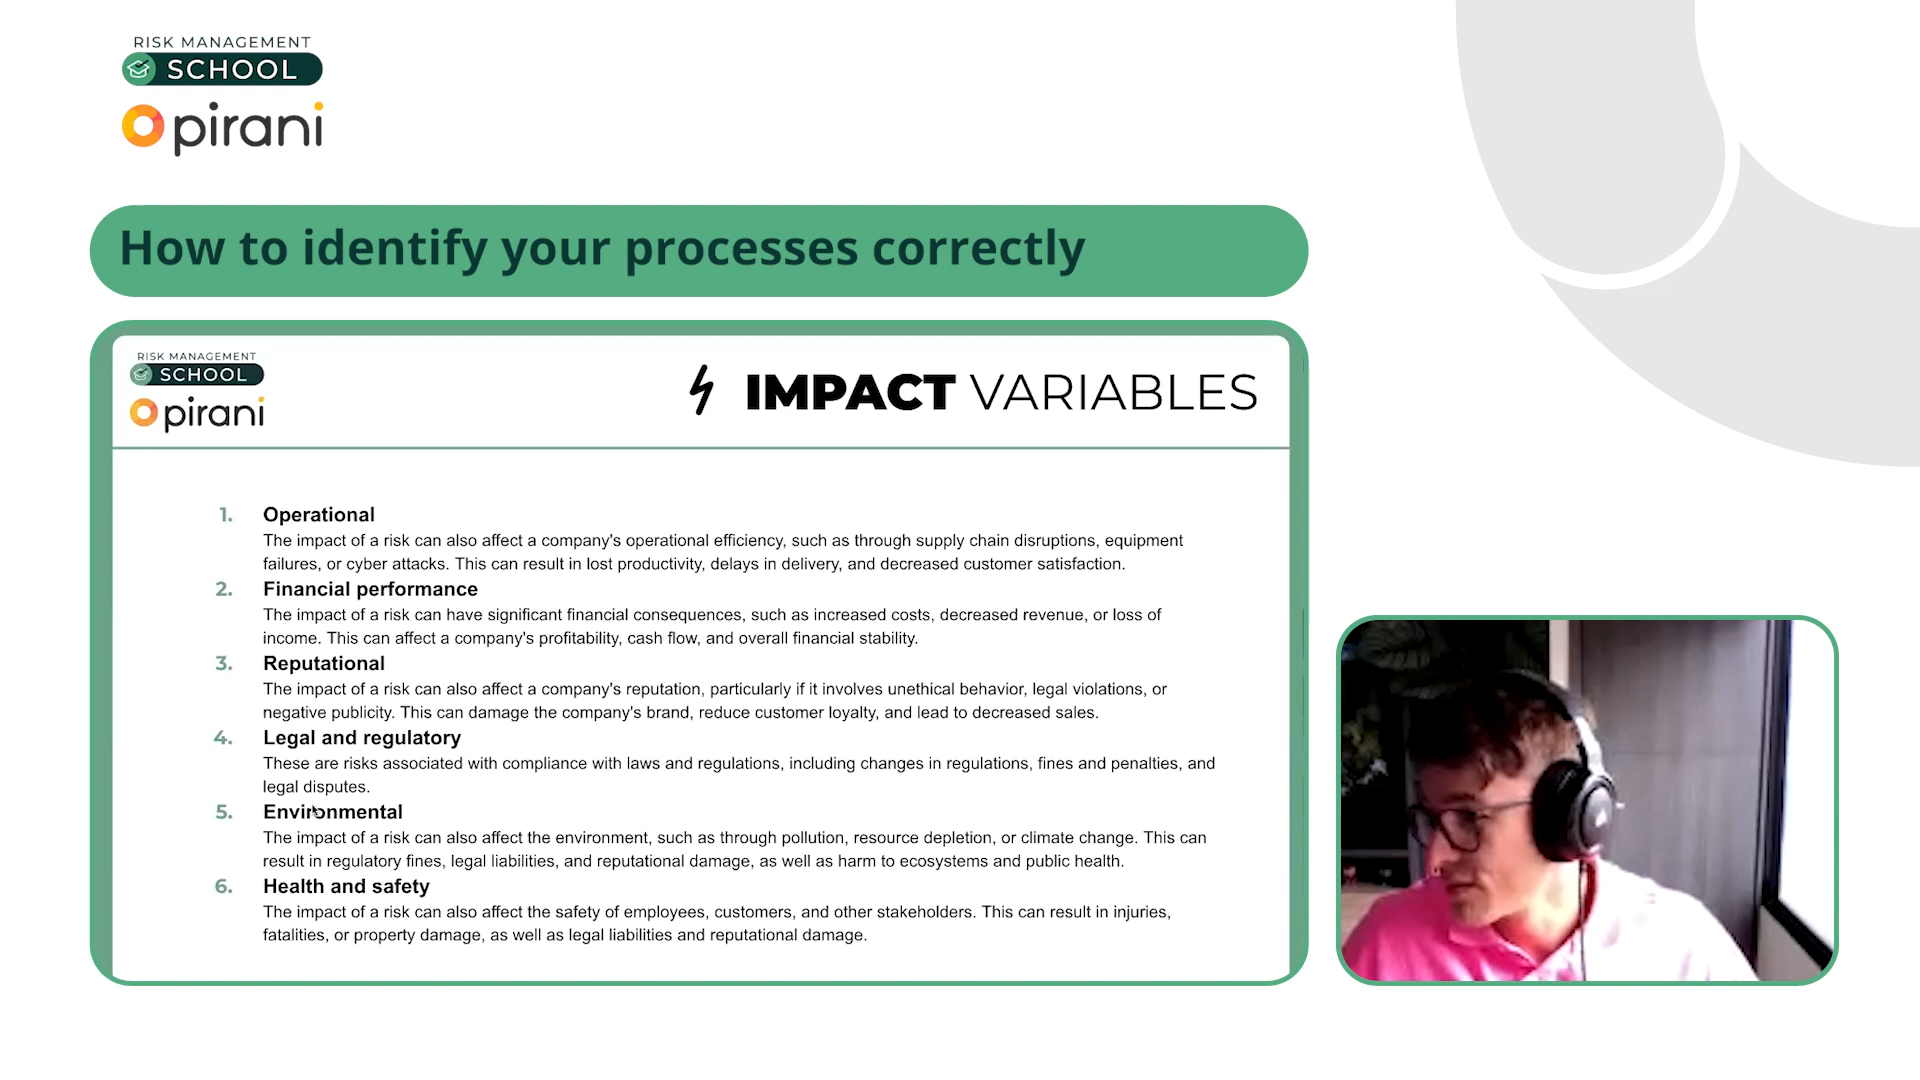 RISK MANAGEMENT
SCHOOL
pirani
How to identify your processes correctly
RISK MANAGEMENT
SCHOOL
pirani
IMPACT VARIABLES
1. Operational
The impact of a risk can also affect a company's operational efficiency, such as through supply chain disruptions, equipment
failures, or cyber attacks. This can result in lost productivity, delays in delivery, and decreased customer satisfaction.
2. Financial performance
The impact of a risk can have significant financial consequences, such as increased costs, decreased revenue, or loss of
income. This can affect a company's profitability, cash flow, and overall financial stability.
3. Reputational
The impact of a risk can also affect a company's reputation, particularly if it involves unethical behavior, legal violations, or
negative publicity. This can damage the company's brand, reduce customer loyalty, and lead to decreased sales.
4. Legal and regulatory
These are risks associated with compliance with laws and regulations, including changes in regulations, fines and penalties, and
legal disputes.
5. Environmental
The impact of a risk can also affect the environment, such as through pollution, resource depletion, or climate change. This can
result in regulatory fines, legal liabilities, and reputational damage, as well as harm to ecosystems and public health.
6. Health and safety
The impact of a risk can also affect the safety of employees, customers, and other stakeholders. This can result in injuries,
fatalities, or property damage, as well as legal liabilities and reputational damage.